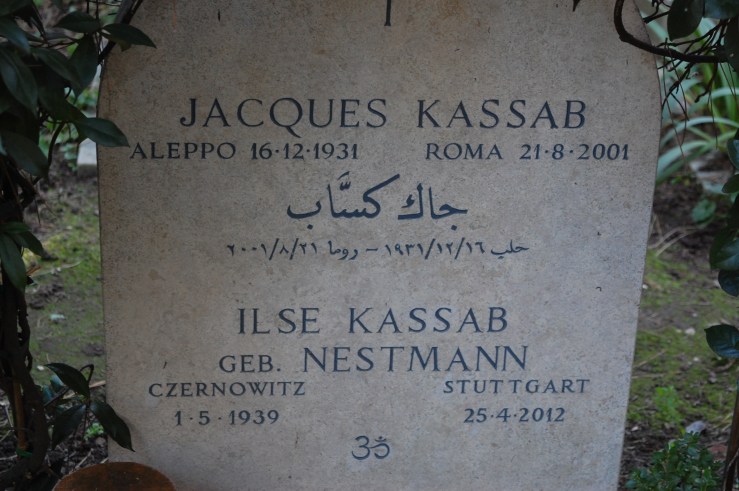 JACQUES KASSAB
ALEPPO 16·12·1931 ROMA 21·8·2001
جاك كسَّاب
حلب ١٩٣١/١٢/١٦ – روما ٢٠٠١/٨/٢١
ILSE KASSAB
GEB. NESTMANN
CZERNOWITZ STUTTGART
1·5·1939 25·4·2012
ॐ